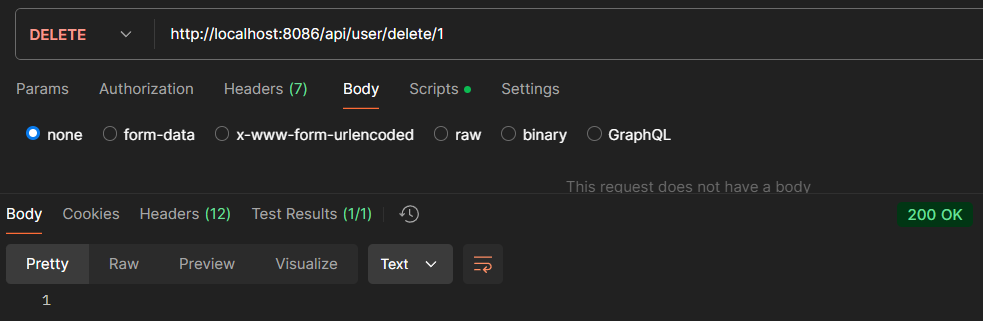 DELETE http://localhost:8086/api/user/delete/1
Params Authorization Headers (7) Body Scripts Settings
none form-data x-www-form-urlencoded raw binary GraphQL
This request does not have a body
Body Cookies Headers (12) Test Results (1/1) 200 OK
Pretty Raw Preview Visualize Text
1